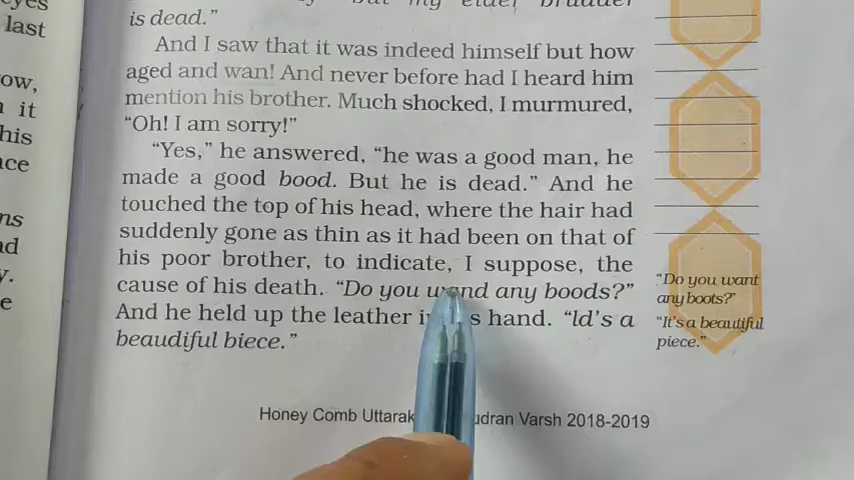 eyes
last
ow,
it
his
ace
ns
ad
y.
e
is dead.”
And I saw that it was indeed himself but how
aged and wan! And never before had I heard him
mention his brother. Much shocked, I murmured,
“Oh! I am sorry!”
“Yes,” he answered, “he was a good man, he
made a good bood. But he is dead.” And he
touched the top of his head, where the hair had
suddenly gone as thin as it had been on that of
his poor brother, to indicate, I suppose, the
cause of his death. “Do you wand any boods?”
And he held up the leather in his hand. “ld’s a
beaudiful biece.”
“Do you want
any boots?”
“It’s a beautiful
piece.”
Honey Comb Uttarak udran Varsh 2018-2019